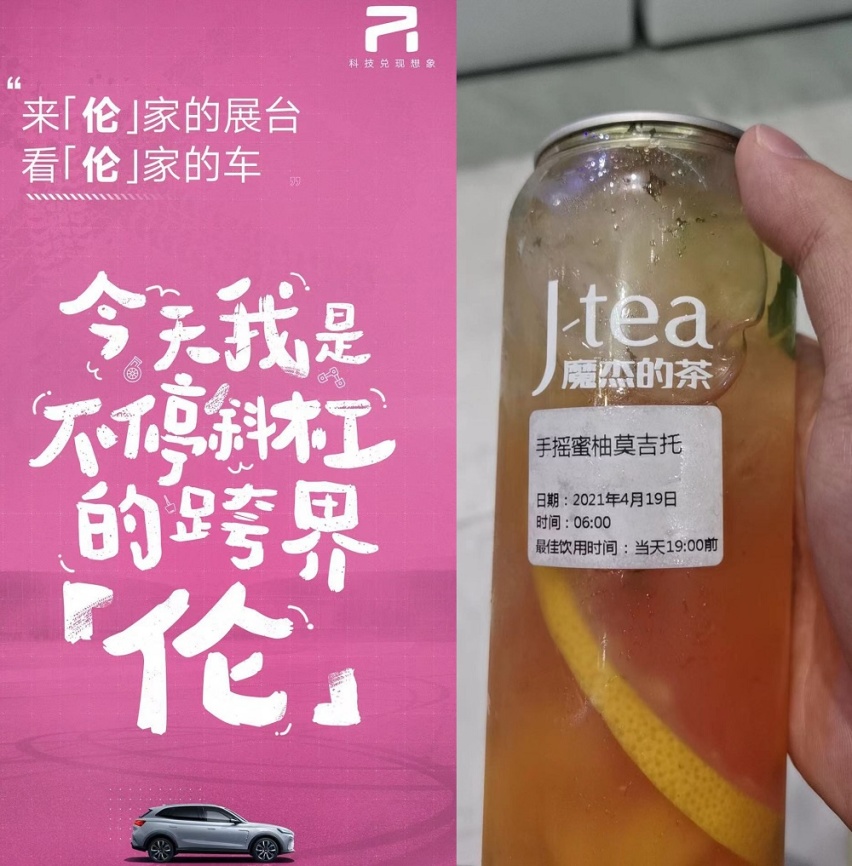 科技兑现想象
“
来「伦」家的展台
看「伦」家的车
今天我是
不停斜杠
的跨界
「伦」
J·tea
魔杰的茶
手摇蜜柚莫吉托
日期：2021年4月19日
时间：06:00
最佳饮用时间：当天19:00前